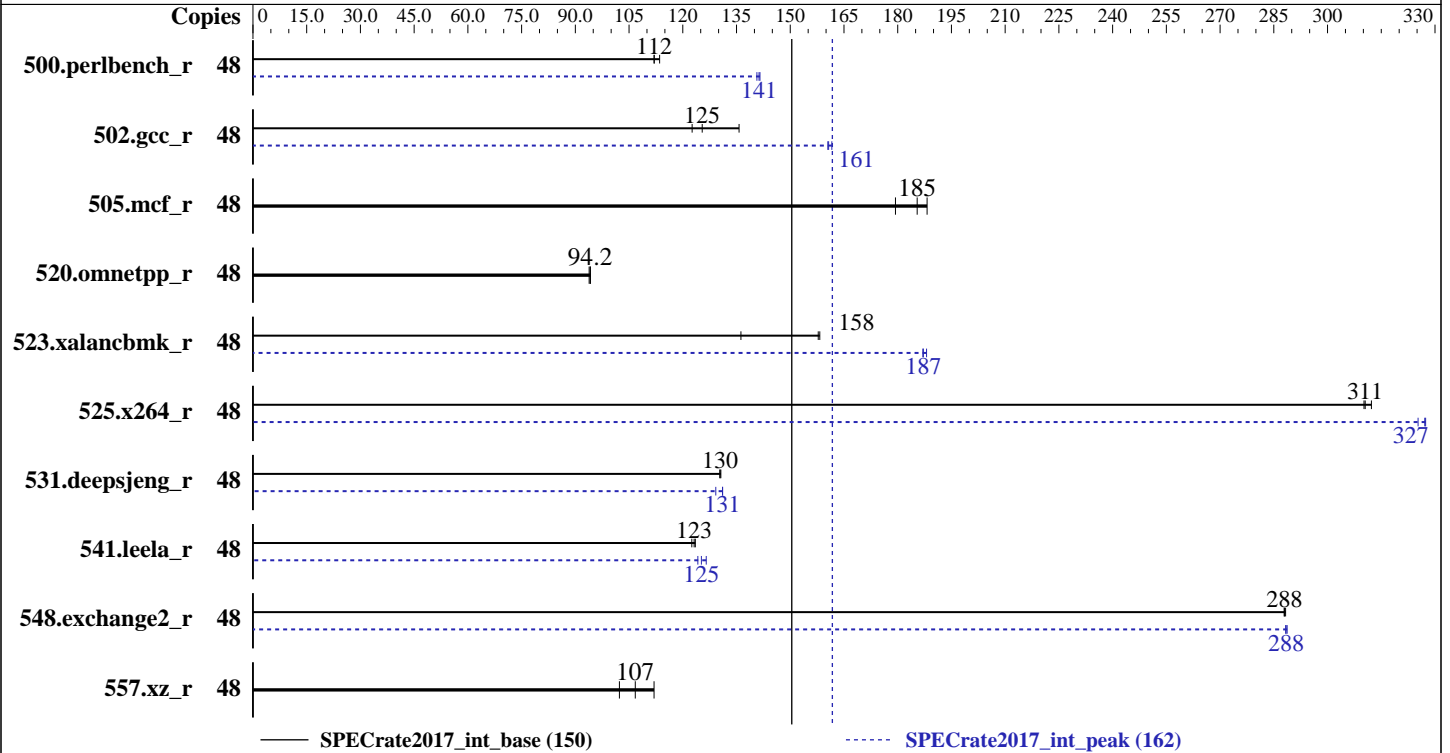 Copies 0 15.0 30.0 45.0 60.0 75.0 90.0 105 120 135 150 165 180 195 210 225 240 255 270 285 300 330
112
500.perlbench_r 48
141
125
502.gcc_r 48
161
185
505.mcf_r 48
94.2
520.omnetpp_r 48
158
523.xalancbmk_r 48
187
311
525.x264_r 48
327
130
531.deepsjeng_r 48
131
123
541.leela_r 48
125
288
548.exchange2_r 48
288
107
557.xz_r 48
SPECrate2017_int_base (150) SPECrate2017_int_peak (162)